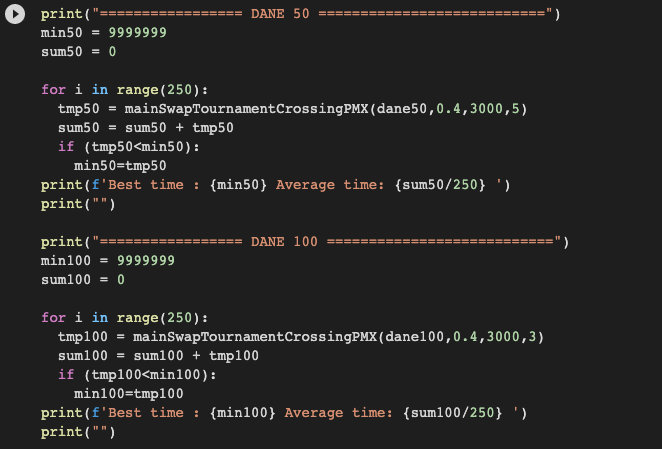 print("================= DANE 50 ===========================")
min50 = 9999999
sum50 = 0

for i in range(250):
  tmp50 = mainSwapTournamentCrossingPMX(dane50,0.4,3000,5)
  sum50 = sum50 + tmp50
  if (tmp50<min50):
    min50=tmp50
print(f'Best time : {min50} Average time: {sum50/250} ')
print("")

print("================= DANE 100 ===========================")
min100 = 9999999
sum100 = 0

for i in range(250):
  tmp100 = mainSwapTournamentCrossingPMX(dane100,0.4,3000,3)
  sum100 = sum100 + tmp100
  if (tmp100<min100):
    min100=tmp100
print(f'Best time : {min100} Average time: {sum100/250} ')
print("")